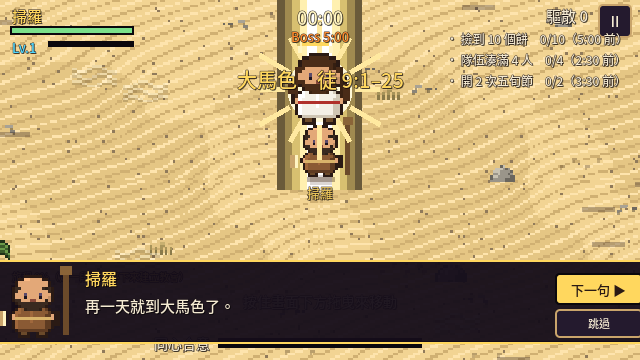 掃羅
Lv.1
00:00
Boss 5:00
大馬色 徒 9:1–25
驅散 0
· 撿到 10 個餅 0/10（5:00 前）
· 隊伍湊滿 4 人 0/4（2:30 前）
· 開 2 次五旬節 0/2（3:30 前）
掃羅
掃羅
再一天就到大馬色了。
下一句 ▶
跳過